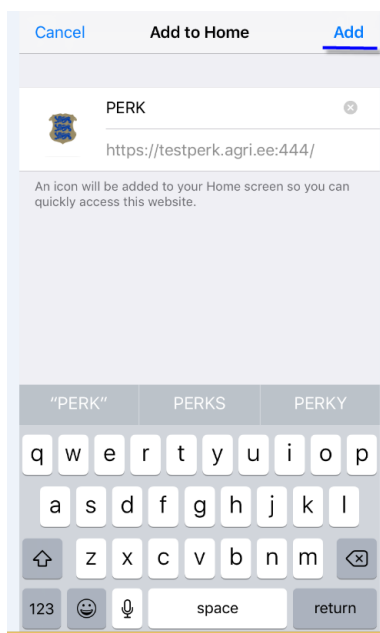 Cancel Add to Home Add
PERK
https://testperk.agri.ee:444/
An icon will be added to your Home screen so you can
quickly access this website.
“PERK” PERKS PERKY
q w e r t y u i o p
a s d f g h j k l
z x c v b n m
123 space return